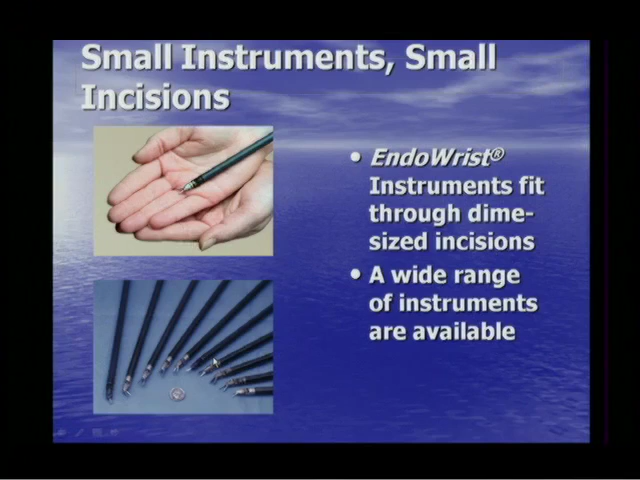 Small Instruments, Small
Incisions
• EndoWrist®
Instruments fit
through dime-
sized incisions
• A wide range
of instruments
are available